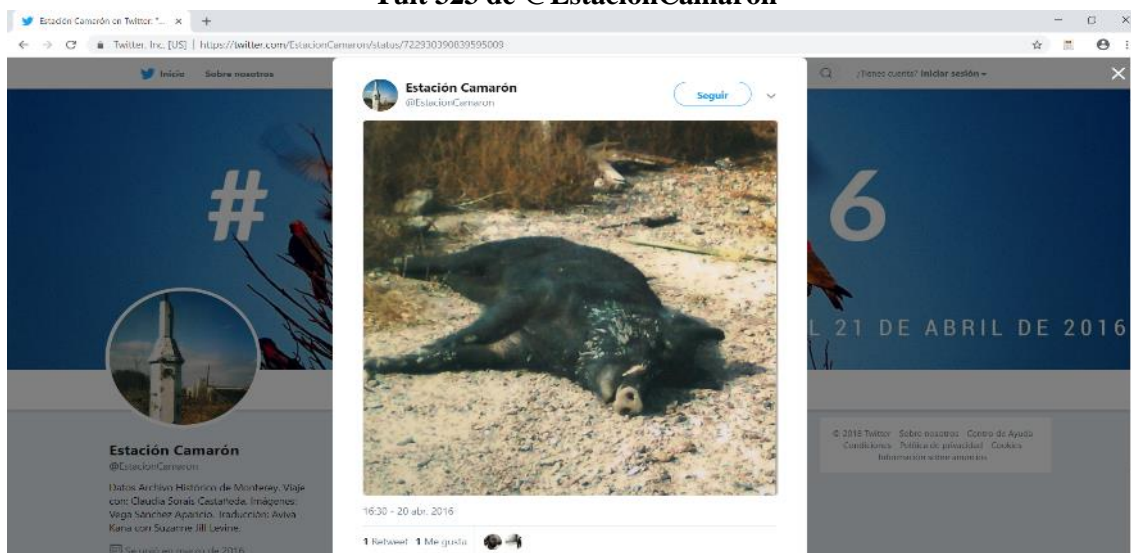 Tuit 525 de @EstacionCamaron
Estación Camarón en Twitter: "...
Twitter, Inc. [US] | https://twitter.com/EstacionCamaron/status/722930390839595009
Inicio Sobre nosotros
¿Tienes cuenta? Iniciar sesión
Estación Camarón
@EstacionCamaron
Seguir
# 6
L 21 DE ABRIL DE 2016
Estación Camarón
@EstacionCamaron
Datos Archivo Histórico de Monterey. Viaje
con: Claudia Sorais Castañeda. Imágenes:
Vega Sánchez Aparicio. Traducción: Aviva
Kana con Suzanne Jill Levine.
Se unió en marzo de 2016
16:30 - 20 abr. 2016
1 Retweet 1 Me gusta
© 2018 Twitter Sobre nosotros Centro de Ayuda
Condiciones Política de privacidad Cookies
Información sobre anuncios